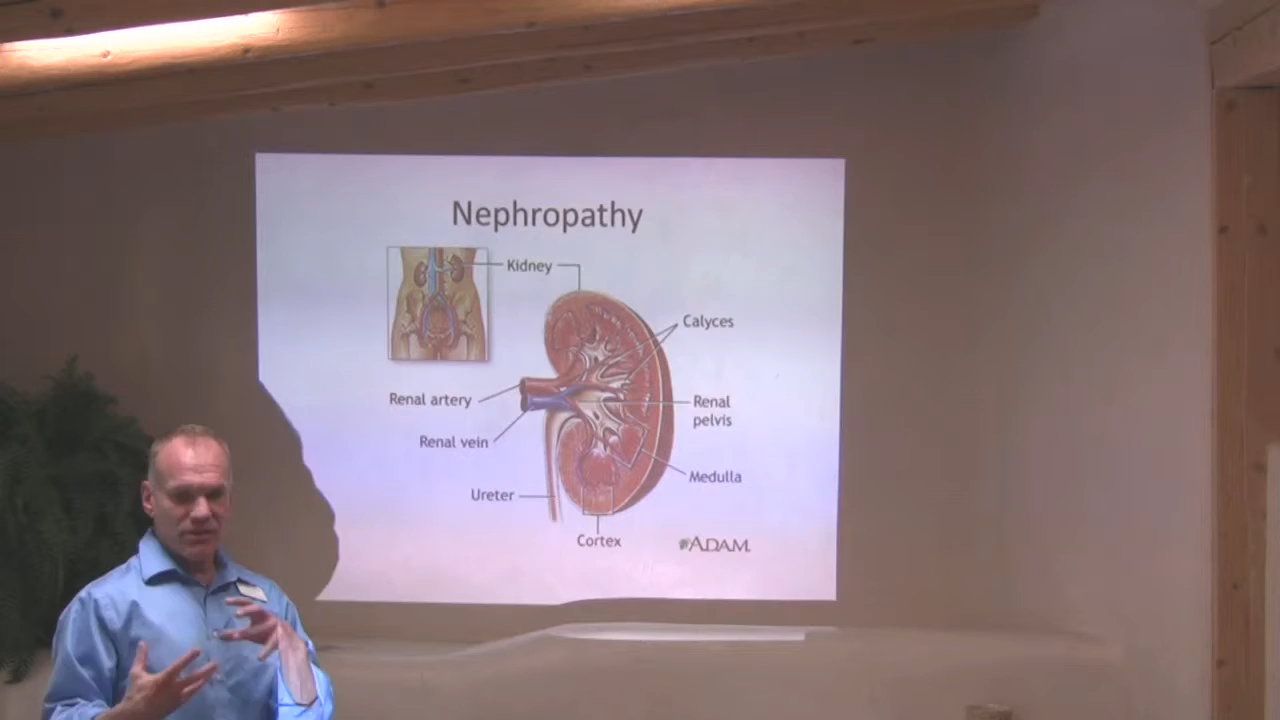 Nephropathy
Kidney
Calyces
Renal artery
Renal
pelvis
Renal vein
Medulla
Ureter
Cortex
ADAM.